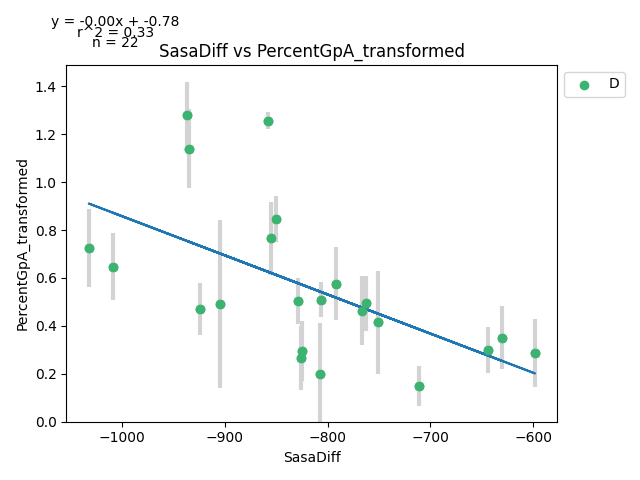 y = -0.00x + -0.78
r^2 = 0.33
n = 22
SasaDiff vs PercentGpA_transformed
D
PercentGpA_transformed
1.4
1.2
1.0
0.8
0.6
0.4
0.2
0.0
−1000
−900
−800
−700
−600
SasaDiff